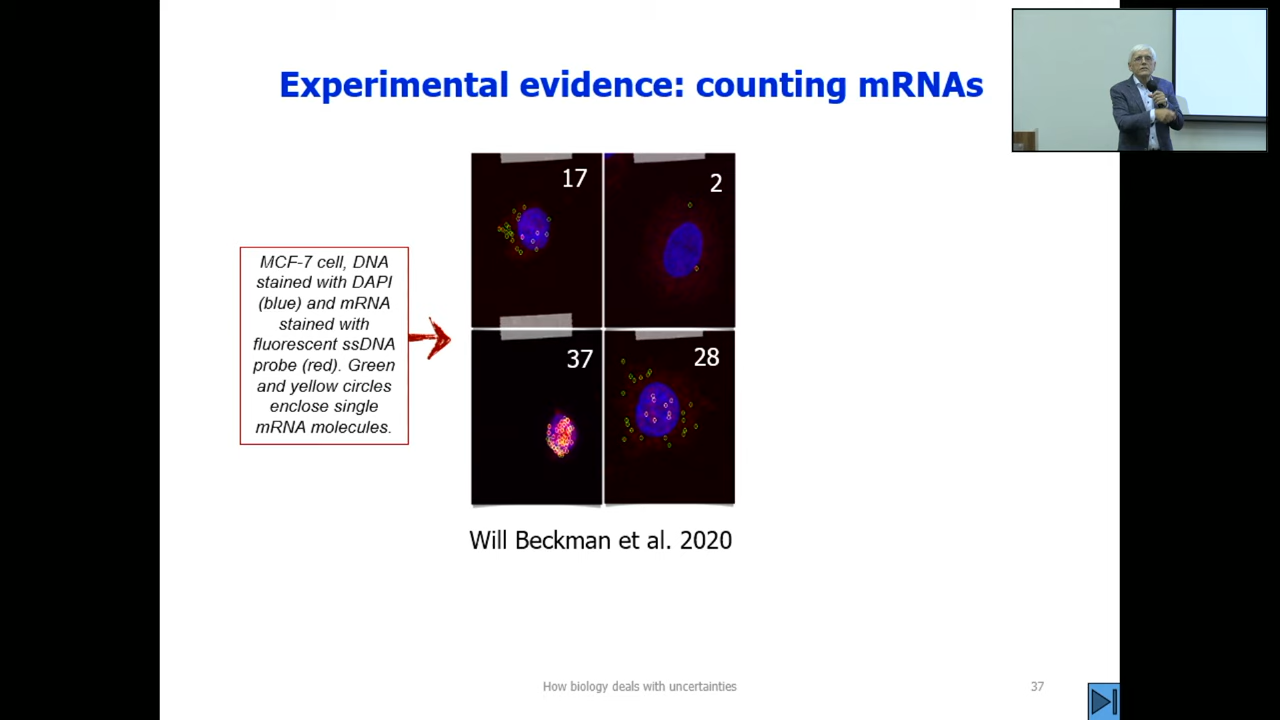 Experimental evidence: counting mRNAs
17
2
MCF-7 cell, DNA
stained with DAPI
(blue) and mRNA
stained with
fluorescent ssDNA
probe (red). Green
and yellow circles
enclose single
mRNA molecules.
37
28
Will Beckman et al. 2020
How biology deals with uncertainties
37